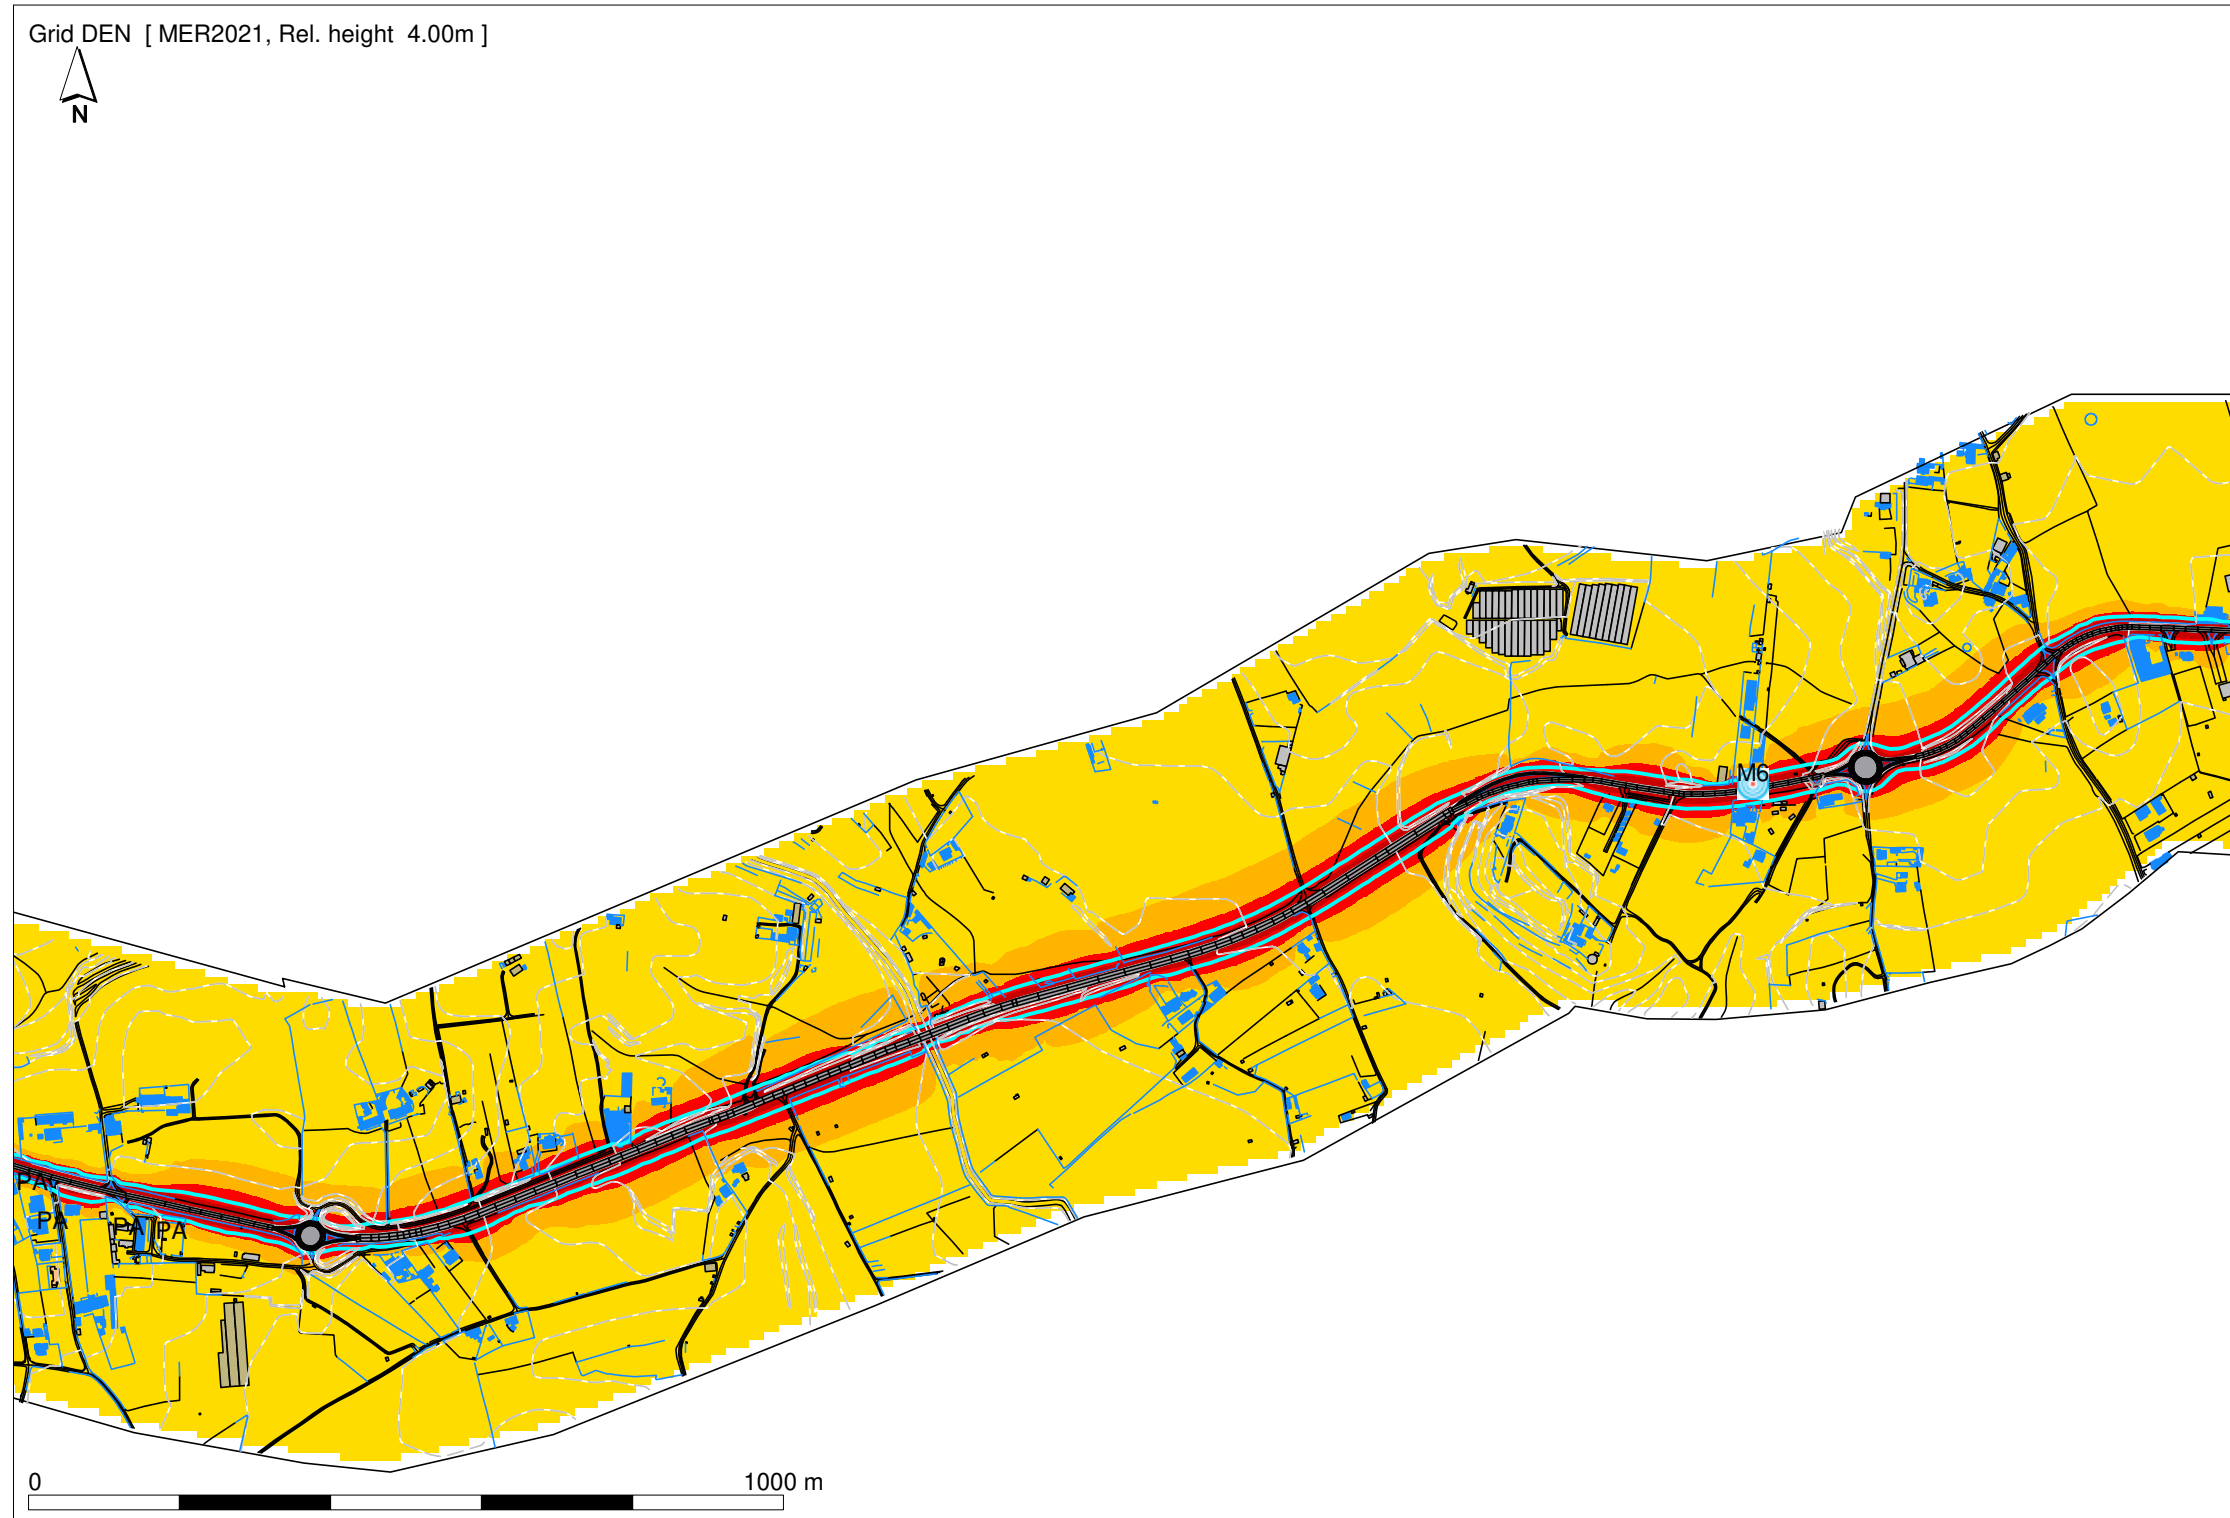 Grid DEN [ MER2021, Rel. height 4.00m ]
N
M6
PA
PA
PA PA
0 1000 m